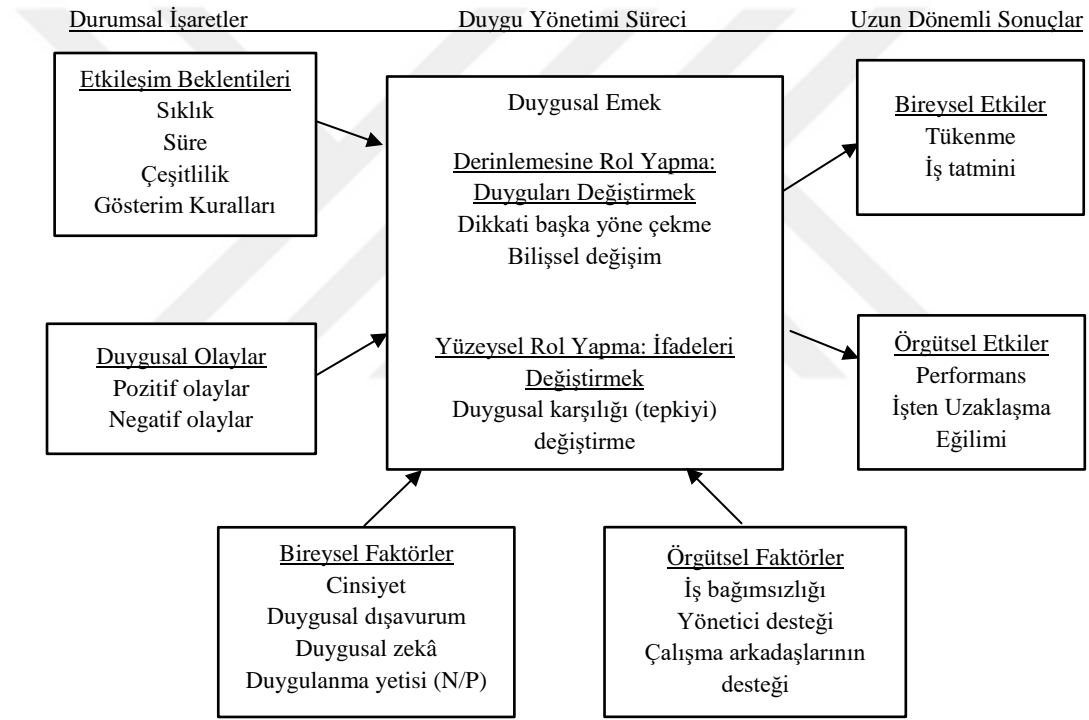 Durumsal İşaretler
Duygu Yönetimi Süreci
Uzun Dönemli Sonuçlar
Etkileşim Beklentileri
Sıklık
Süre
Çeşitlilik
Gösterim Kuralları
Duygusal Olaylar
Pozitif olaylar
Negatif olaylar
Duygusal Emek
Derinlemesine Rol Yapma:
Duyguları Değiştirmek
Dikkati başka yöne çekme
Bilişsel değişim
Yüzeysel Rol Yapma: İfadeleri
Değiştirmek
Duygusal karşılığı (tepkiyi)
değiştirme
Bireysel Etkiler
Tükenme
İş tatmini
Örgütsel Etkiler
Performans
İşten Uzaklaşma
Eğilimi
Bireysel Faktörler
Cinsiyet
Duygusal dışavurum
Duygusal zekâ
Duygulanma yetisi (N/P)
Örgütsel Faktörler
İş bağımsızlığı
Yönetici desteği
Çalışma arkadaşlarının
desteği